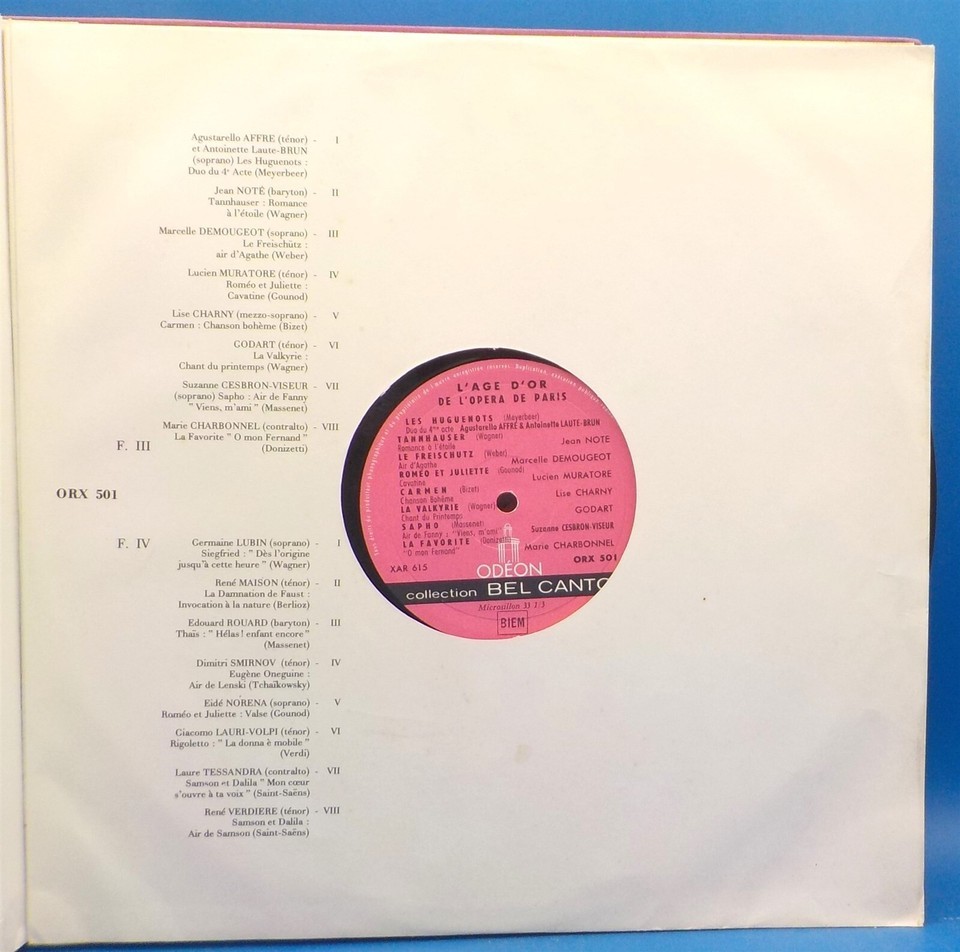 Agustarello AFFRE (ténor) - I
et Antoinette Laute-BRUN
(soprano) Les Huguenots :
Duo du 4e Acte (Meyerbeer)
Jean NOTÉ (baryton) - II
Tannhauser : Romance
à l'étoile (Wagner)
Marcelle DEMOUGEOT (soprano) - III
Le Freischütz :
air d'Agathe (Weber)
Lucien MURATORE (ténor) - IV
Roméo et Juliette :
Cavatine (Gounod)
Lise CHARNY (mezzo-soprano) - V
Carmen : Chanson bohème (Bizet)
GODART (ténor) - VI
La Valkyrie :
Chant du printemps (Wagner)
Suzanne CESBRON-VISEUR - VII
(soprano) Sapho : Air de Fanny
" Viens, m'ami " (Massenet)
Marie CHARBONNEL (contralto) - VIII
La Favorite " O mon Fernand "
(Donizetti)
F. III
ORX 501
F. IV
Germaine LUBIN (soprano) - I
Siegfried : " Dès l'origine
jusqu'à cette heure " (Wagner)
René MAISON (ténor) - II
La Damnation de Faust :
Invocation à la nature (Berlioz)
Edouard ROUARD (baryton) - III
Thaïs : " Hélas ! enfant encore "
(Massenet)
Dimitri SMIRNOV (ténor) - IV
Eugène Oneguine :
Air de Lenski (Tchaïkowsky)
Eidé NORENA (soprano) - V
Roméo et Juliette : Valse (Gounod)
Giacomo LAURI-VOLPI (ténor) - VI
Rigoletto : " La donna è mobile "
(Verdi)
Laure TESSANDRA (contralto) - VII
Samson et Dalila " Mon cœur
s'ouvre à ta voix " (Saint-Saëns)
René VERDIERE (ténor) - VIII
Samson et Dalila :
Air de Samson (Saint-Saëns)
L'AGE D'OR
DE L'OPERA DE PARIS
LES HUGUENOTS (Meyerbeer)
Duo du 4me acte Agustarello AFFRÉ & Antoinette LAUTE-BRUN
TANNHAUSER (Wagner)
Romance à l'étoile Jean NOTE
LE FREISCHUTZ (Weber)
Air d'Agathe Marcelle DEMOUGEOT
ROMÉO ET JULIETTE (Gounod)
Cavatine Lucien MURATORE
CARMEN (Bizet)
Chanson Bohème Lise CHARNY
LA VALKYRIE (Wagner)
Chant du Printemps GODART
SAPHO (Massenet)
Air de Fanny : "Viens, m'ami" Suzanne CESBRON-VISEUR
LA FAVORITE (Donizetti)
"O mon Fernand" Marie CHARBONNEL
XAR 615
ORX 501
ODÉON
collection BEL CANTO
Microsillon 33 1/3
BIEM